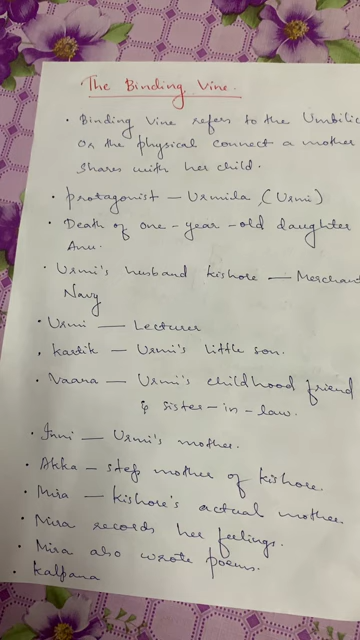 The Binding Vine.
• Binding Vine refers to the Umbilic
Or the physical connect a mother
shares with her child.
• protagonist – Urmila (Urmi)
• Death of one-year-old daughter
Anu.
• Urmi's husband kishore — Merchan
Navy
• Urmi — Lecturer
• Kartik — Urmi's little son.
• Vaana — Urmi's childhood friend
& sister-in-law.
• Inni — Urmi's mother.
• Akka – step mother of kishore.
• Mira — Kishore's actual mother.
• Mira records her feelings.
• Mira also wrote poems.
• Kalpana